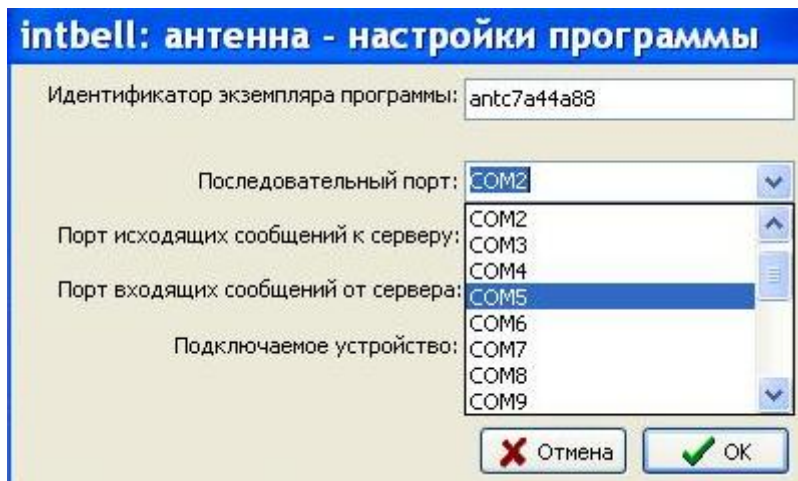 intbell: антенна - настройки программы
Идентификатор экземпляра программы: antc7a44a88
Последовательный порт: COM2
COM2
Порт исходящих сообщений к серверу:
COM3
COM4
Порт входящих сообщений от сервера:
COM5
COM6
Подключаемое устройство:
COM7
COM8
COM9
Отмена
OK